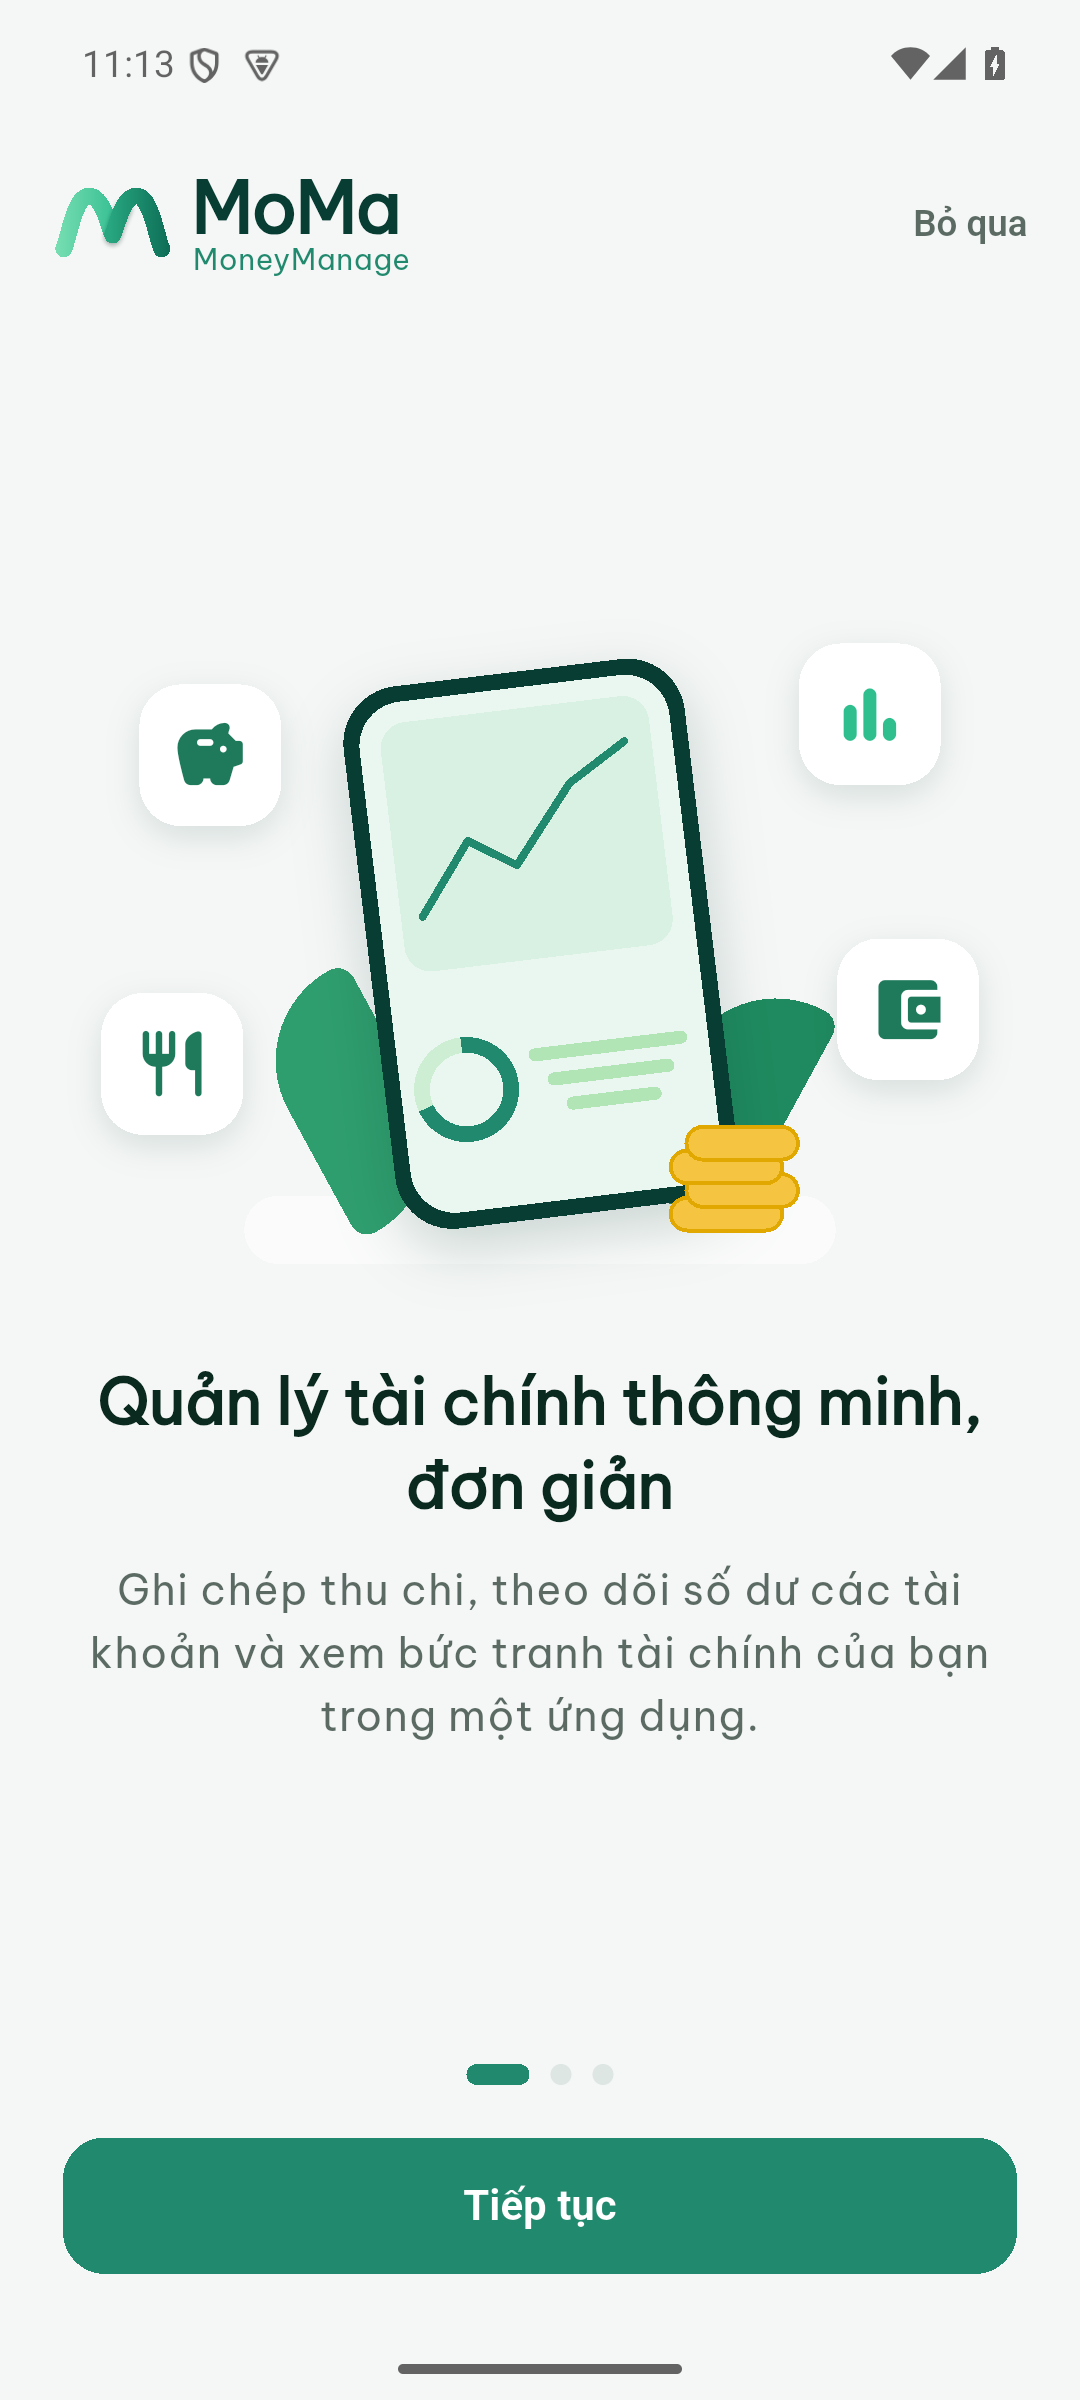 11:13
MoMa
MoneyManage
Bỏ qua
Quản lý tài chính thông minh,
đơn giản
Ghi chép thu chi, theo dõi số dư các tài
khoản và xem bức tranh tài chính của bạn
trong một ứng dụng.
Tiếp tục